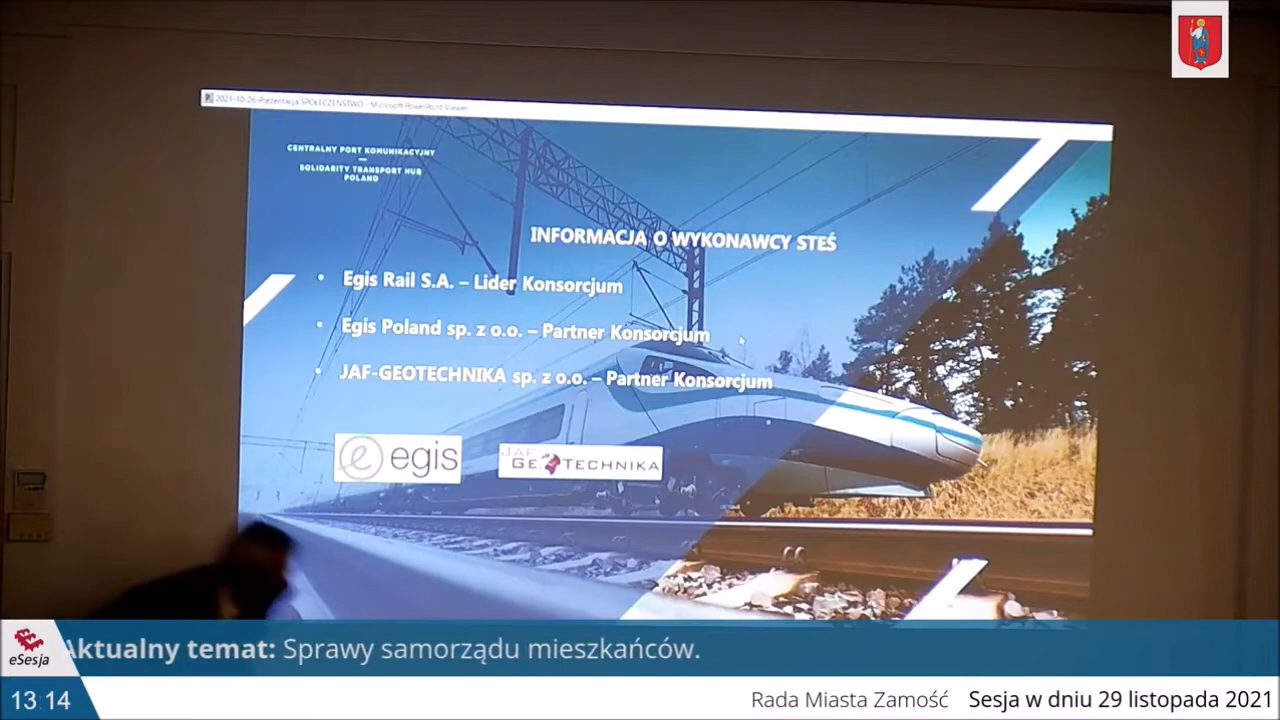 2021-10-26-Prezentacja SPOŁECZEŃSTWO - Microsoft PowerPoint Viewer
CENTRALNY PORT KOMUNIKACYJNY
—
SOLIDARITY TRANSPORT HUB
POLAND
INFORMACJA O WYKONAWCY STEŚ
• Egis Rail S.A. – Lider Konsorcjum
• Egis Poland sp. z o.o. – Partner Konsorcjum
• JAF-GEOTECHNIKA sp. z o.o. – Partner Konsorcjum
e egis
JAF
GEOTECHNIKA
Aktualny temat: Sprawy samorządu mieszkańców.
eSesja
13:14
Rada Miasta Zamość Sesja w dniu 29 listopada 2021